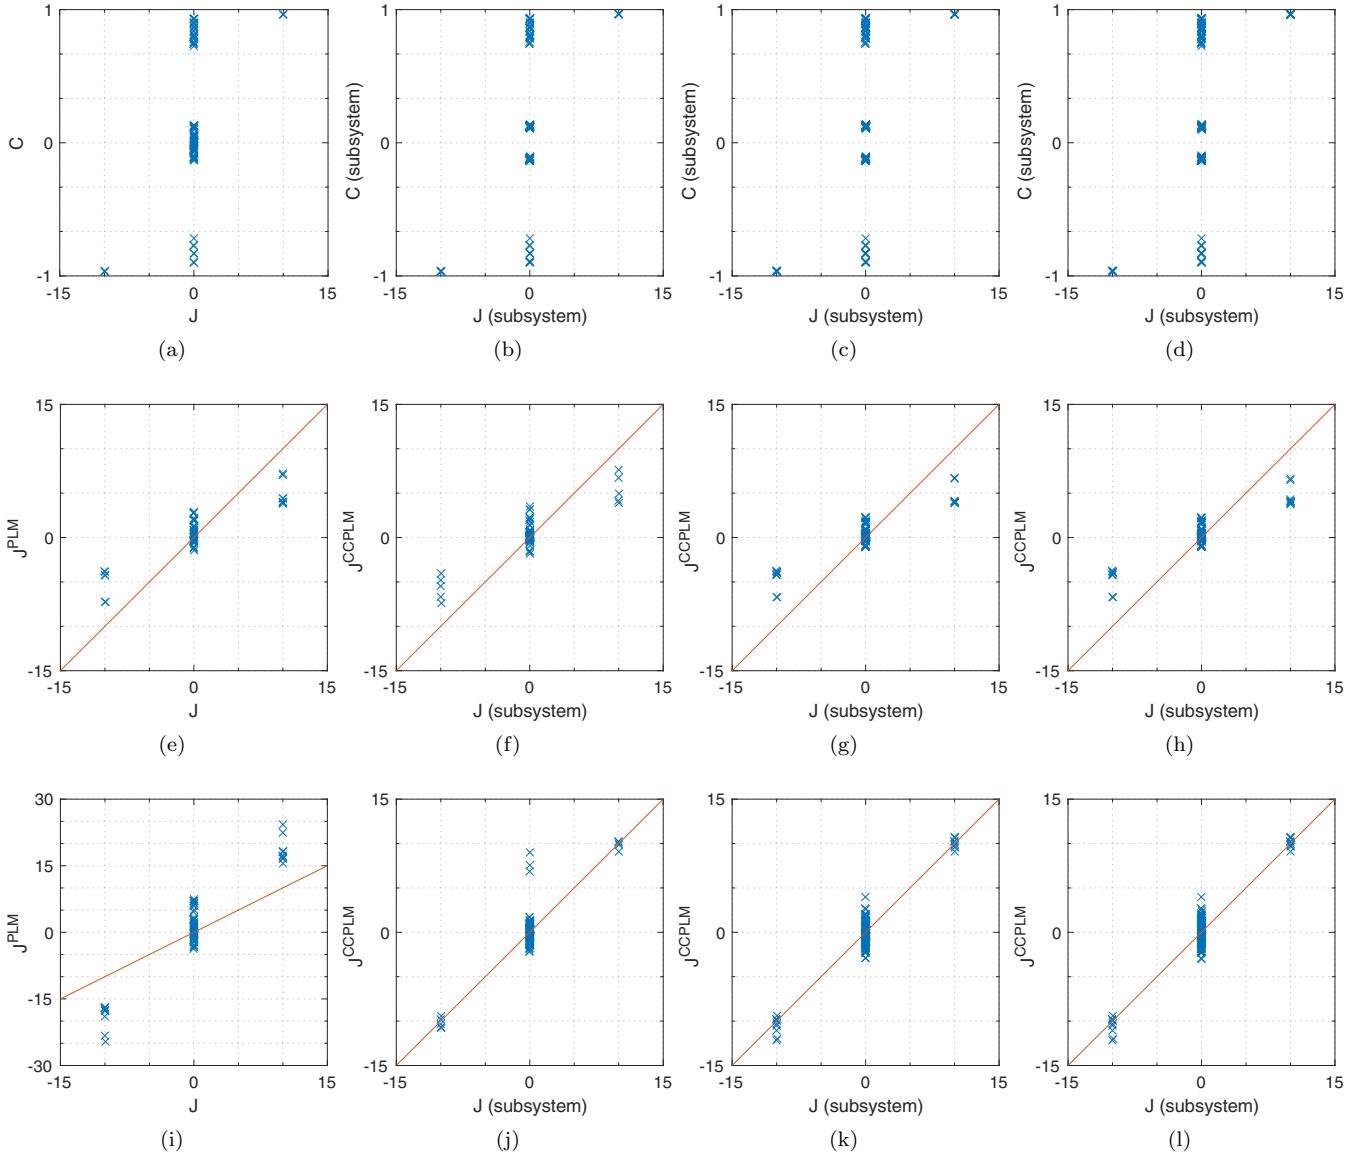 1
0
-1
-15
0
15
C
J
(a)
1
0
-1
-15
0
15
C (subsystem)
J (subsystem)
(b)
1
0
-1
-15
0
15
C (subsystem)
J (subsystem)
(c)
1
0
-1
-15
0
15
C (subsystem)
J (subsystem)
(d)
15
0
-15
-15
0
15
J^PLM
J
(e)
15
0
-15
-15
0
15
J^CCPLM
J (subsystem)
(f)
15
0
-15
-15
0
15
J^CCPLM
J (subsystem)
(g)
15
0
-15
-15
0
15
J^CCPLM
J (subsystem)
(h)
30
15
0
-15
-30
-15
0
15
J^PLM
J
(i)
15
0
-15
-15
0
15
J^CCPLM
J (subsystem)
(j)
15
0
-15
-15
0
15
J^CCPLM
J (subsystem)
(k)
15
0
-15
-15
0
15
J^CCPLM
J (subsystem)
(l)